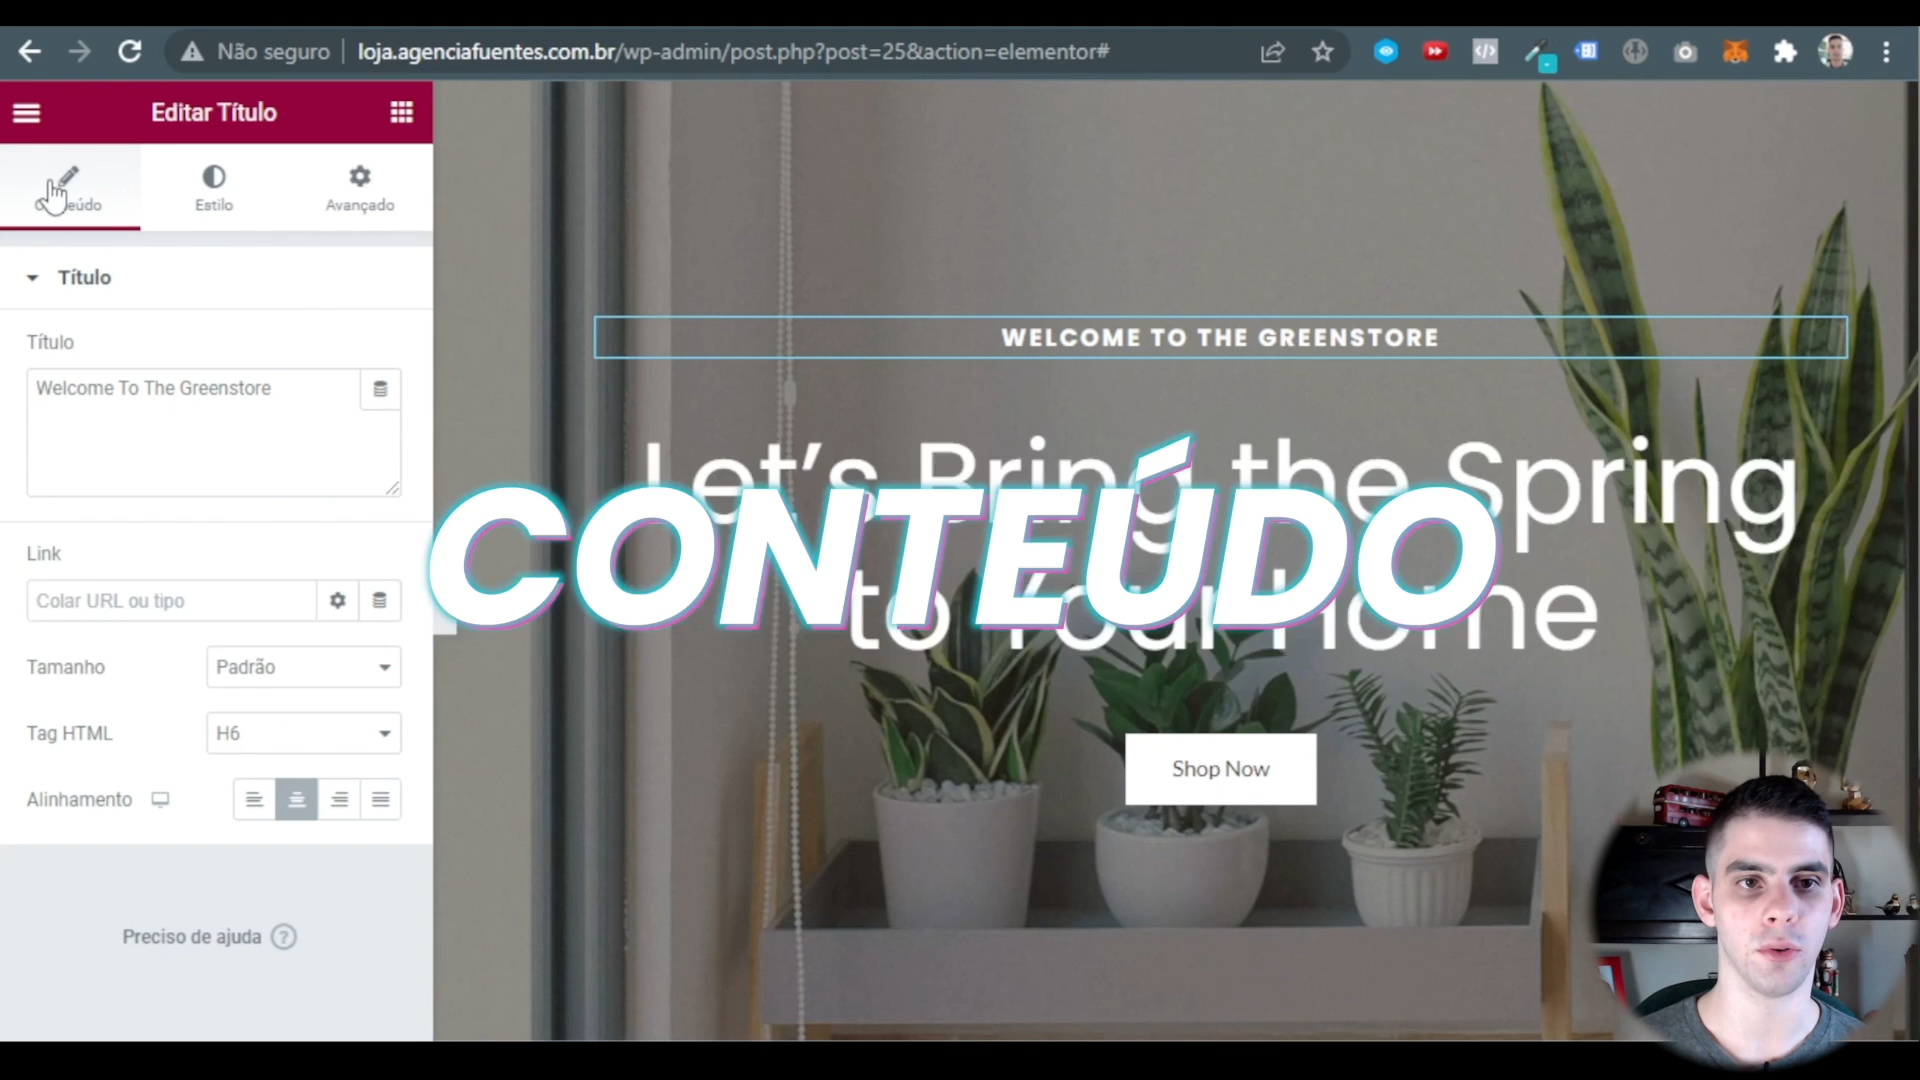 Não seguro
loja.agenciafuentes.com.br/wp-admin/post.php?post=25&action=elementor#
Editar Título
Estilo
Avançado
Título
Título
Welcome To The Greenstore
Link
Colar URL ou tipo
Tamanho
Padrão
Tag HTML
H6
Alinhamento
Preciso de ajuda ?
WELCOME TO THE GREENSTORE
Let's Bring the Spring
to Your Home
CONTEÚDO
Shop Now